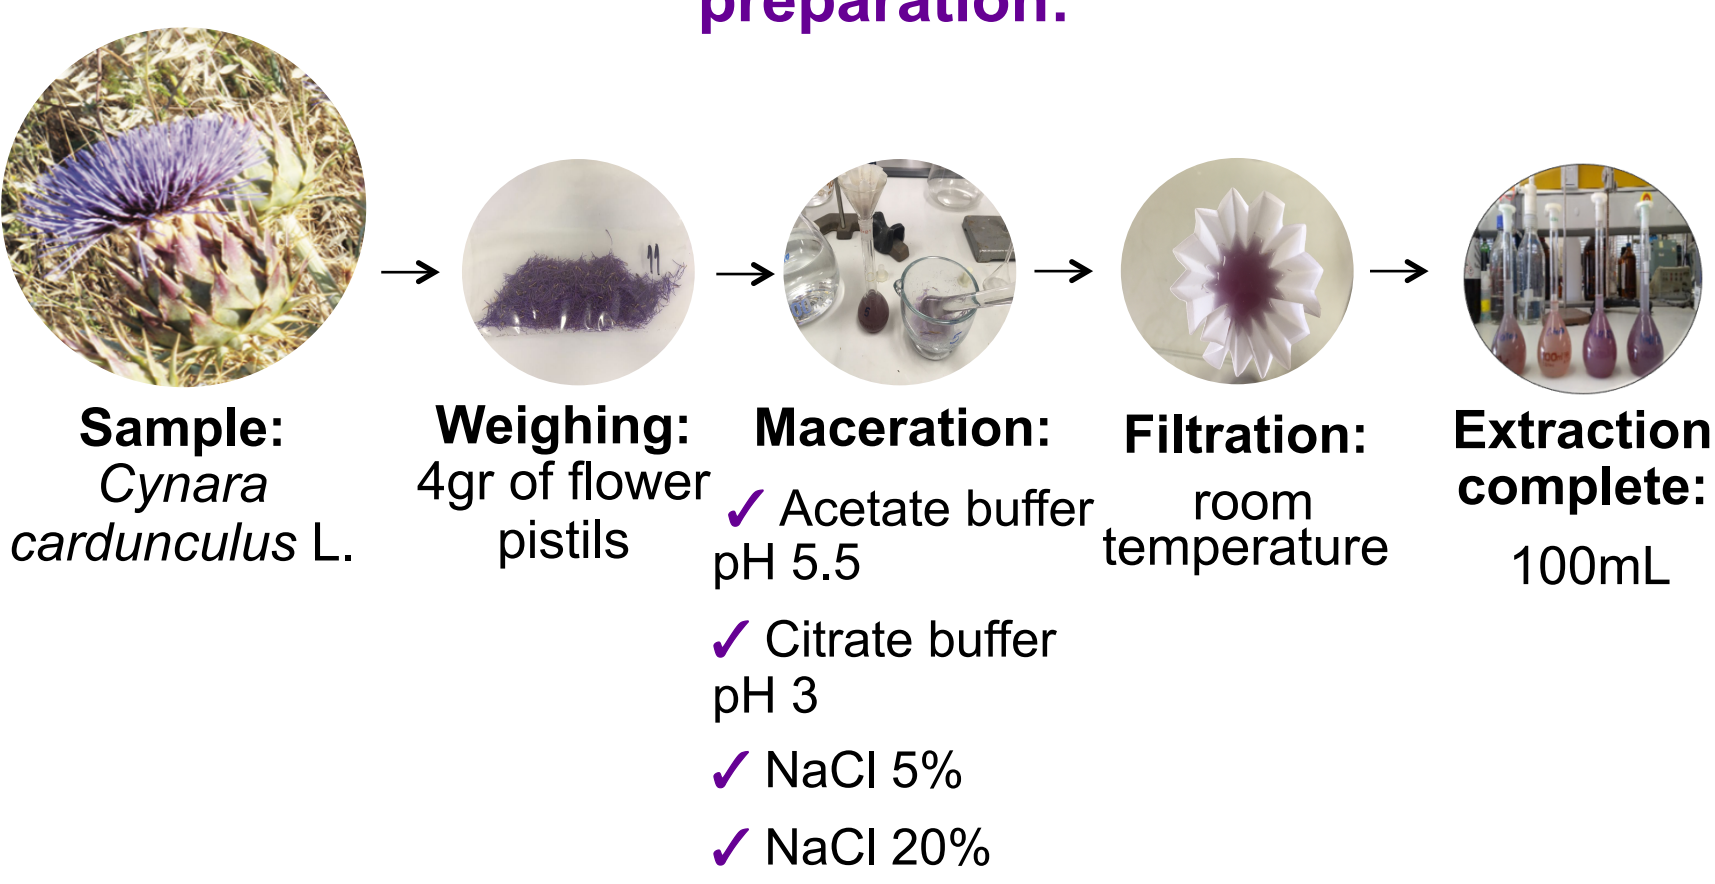 preparation:
Sample:
Cynara
cardunculus L.
Weighing:
4gr of flower
pistils
Maceration:
✓ Acetate buffer
pH 5.5
✓ Citrate buffer
pH 3
✓ NaCl 5%
✓ NaCl 20%
Filtration:
room
temperature
Extraction
complete:
100mL